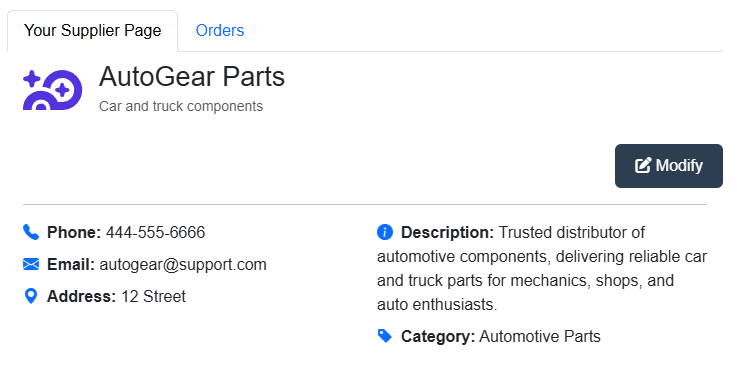 Your Supplier Page
Orders
AutoGear Parts
Car and truck components
Modify
Phone: 444-555-6666
Email: autogear@support.com
Address: 12 Street
Description: Trusted distributor of
automotive components, delivering reliable car
and truck parts for mechanics, shops, and
auto enthusiasts.
Category: Automotive Parts